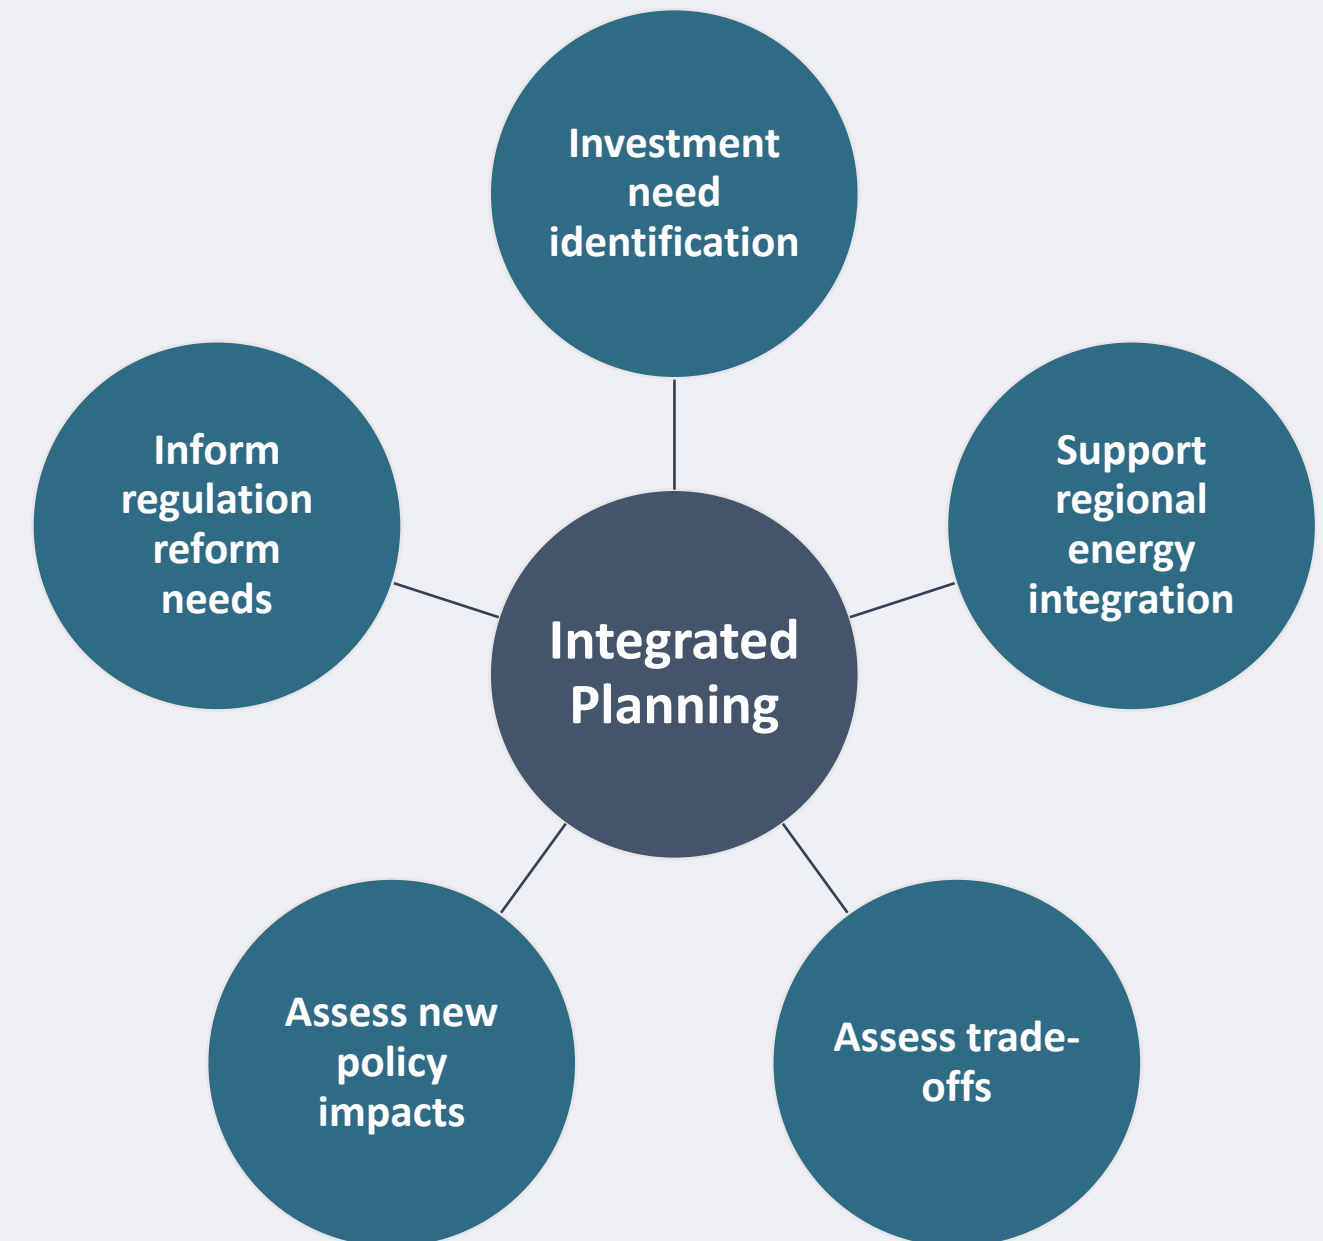 Investment
need
identification
Inform
regulation
reform
needs
Support
regional
energy
integration
Integrated
Planning
Assess new
policy
impacts
Assess trade-
offs